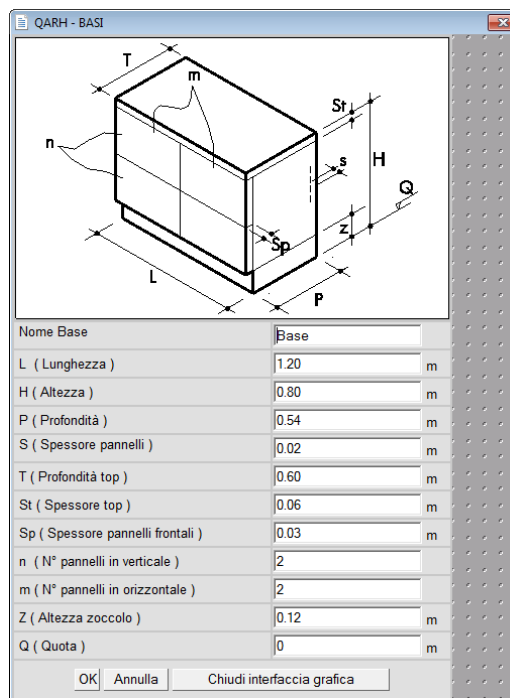 QARH - BASI
T
m
St
n
s
H
Q
Sp
z
L
P
Nome Base Base
L ( Lunghezza ) 1.20 m
H ( Altezza ) 0.80 m
P ( Profondità ) 0.54 m
S ( Spessore pannelli ) 0.02 m
T ( Profondità top ) 0.60 m
St ( Spessore top ) 0.06 m
Sp ( Spessore pannelli frontali ) 0.03 m
n ( N° pannelli in verticale ) 2
m ( N° pannelli in orizzontale ) 2
Z ( Altezza zoccolo ) 0.12 m
Q ( Quota ) 0 m
OK Annulla Chiudi interfaccia grafica